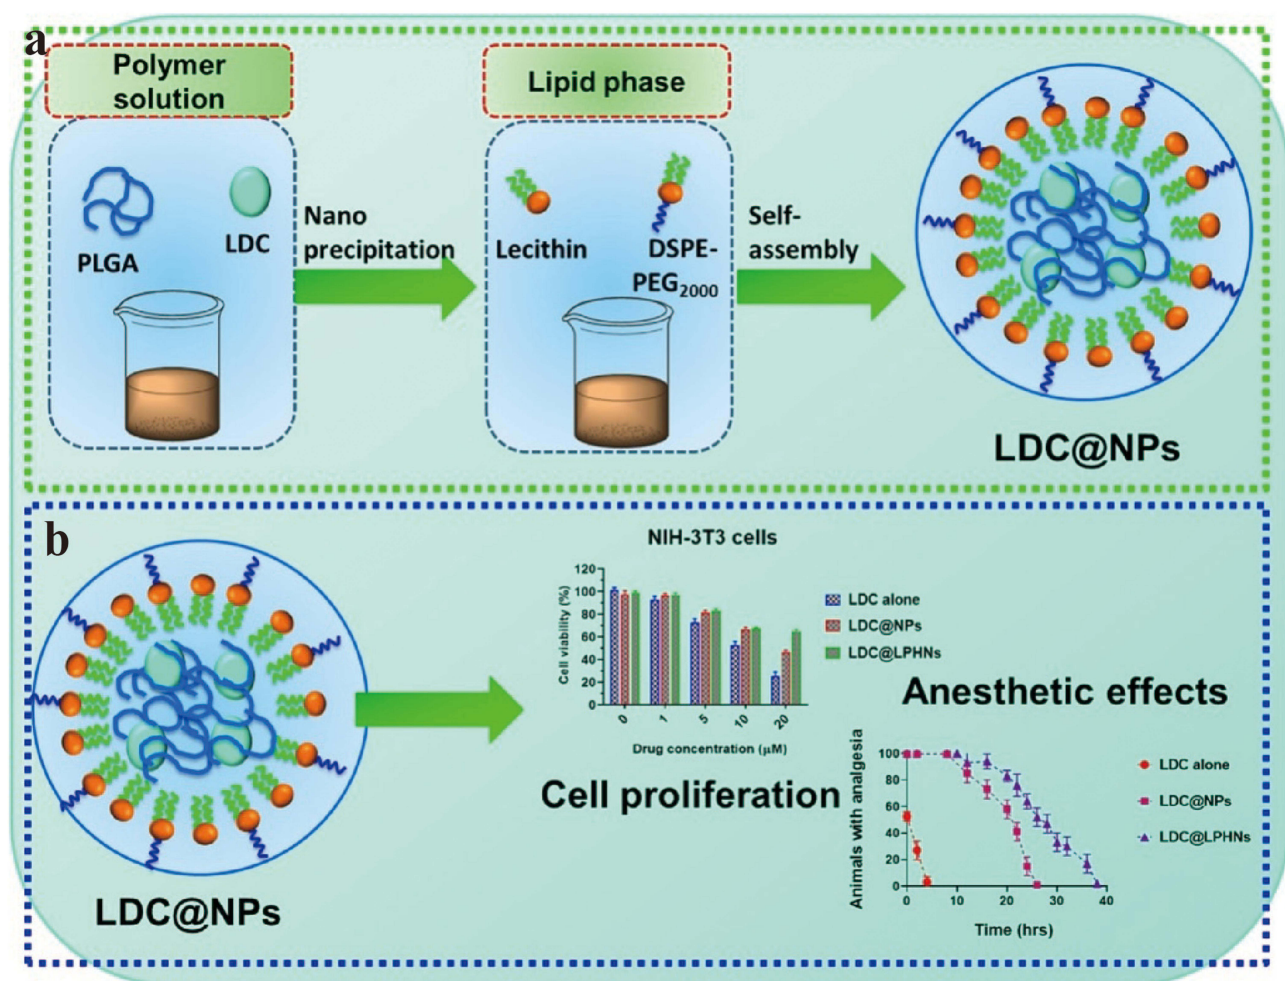 a
Polymer
solution
Lipid phase
PLGA
LDC
Nano
precipitation
Lecithin
DSPE-
PEG2000
Self-
assembly
LDC@NPs
b
LDC@NPs
NIH-3T3 cells
Cell viability (%)
120
100
80
60
40
20
0
0
1
5
10
20
Drug concentration (μM)
LDC alone
LDC@NPs
LDC@LPHNs
Cell proliferation
Anesthetic effects
Animals with analgesia
100
80
60
40
20
0
0
10
20
30
40
Time (hrs)
LDC alone
LDC@NPs
LDC@LPHNs